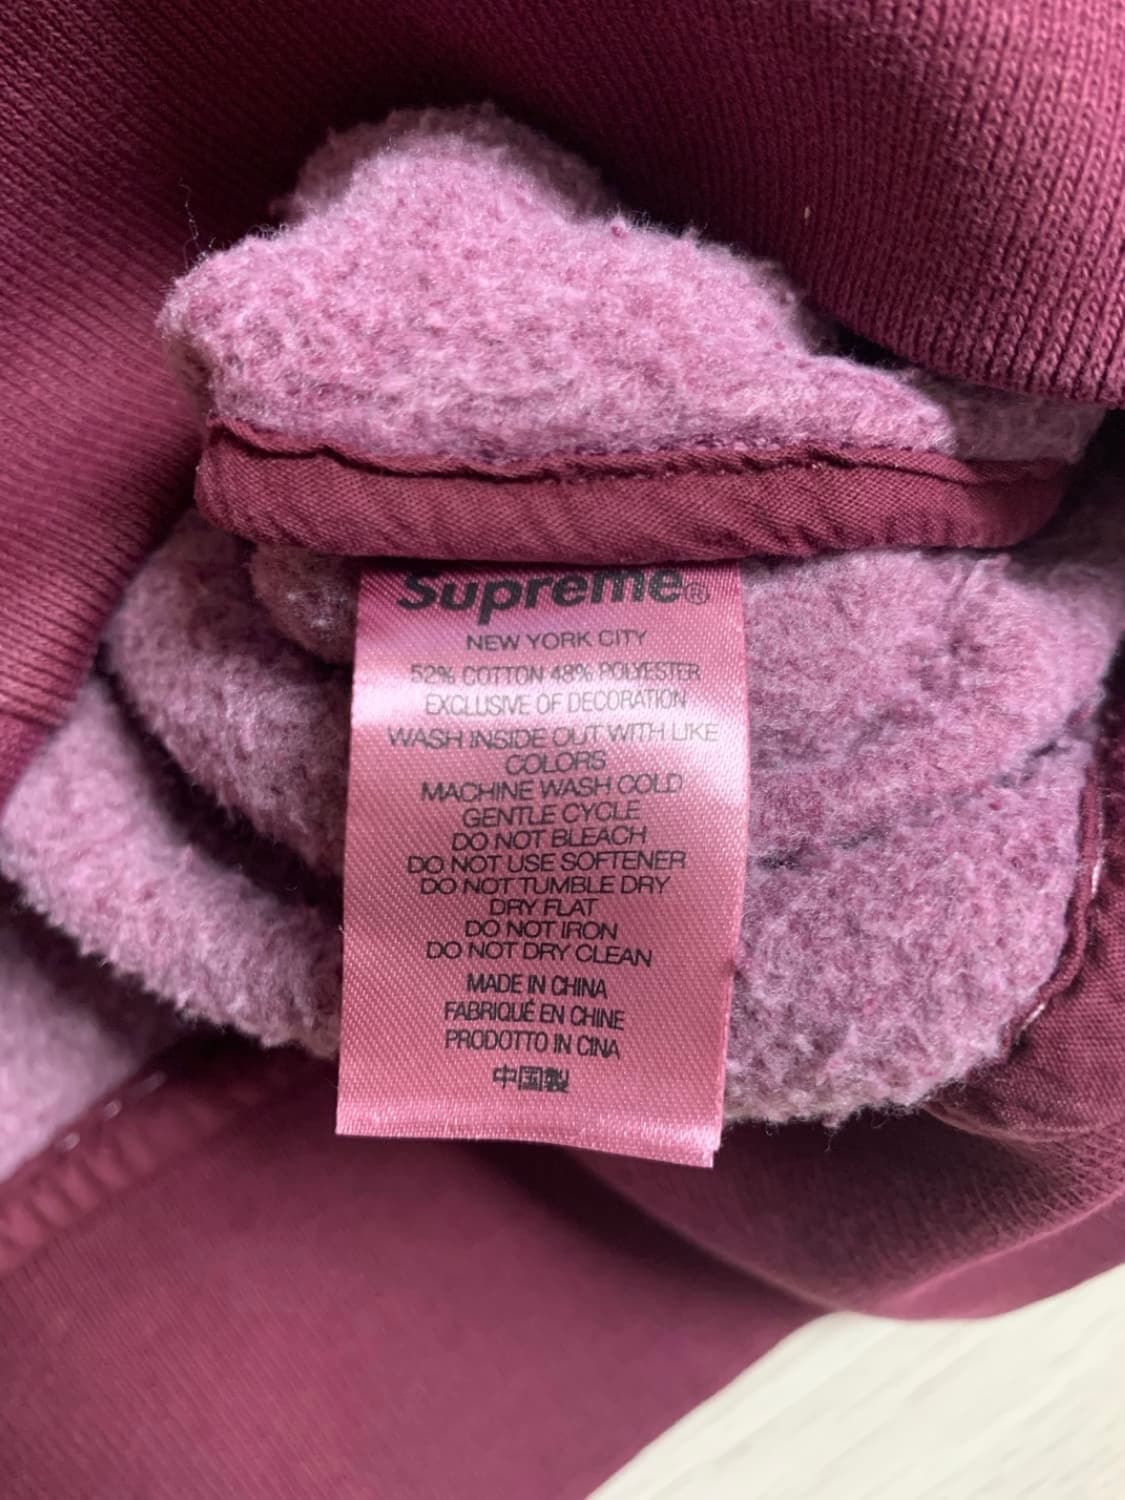 Supreme®
NEW YORK CITY
52% COTTON 48% POLYESTER
EXCLUSIVE OF DECORATION
WASH INSIDE OUT WITH LIKE
COLORS
MACHINE WASH COLD
GENTLE CYCLE
DO NOT BLEACH
DO NOT USE SOFTENER
DO NOT TUMBLE DRY
DRY FLAT
DO NOT IRON
DO NOT DRY CLEAN
MADE IN CHINA
FABRIQUÉ EN CHINE
PRODOTTO IN CINA
中国製